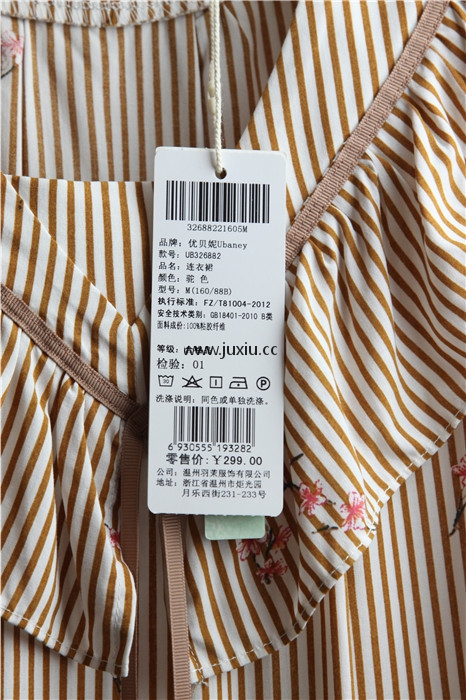 32688221605M
品牌：优贝妮Ubaney
款号：UB326882
品名：连衣裙
颜色：驼 色
型号：M(160/88B)
执行标准：FZ/T81004-2012
安全技术类别：GB18401-2010 B类
面料成份：100%粘胶纤维
等级：
www.juxiu.cc
检验：01
洗涤说明：同色或单独洗涤。
6 930555 193282
零售价：￥299.00
公司：温州羽茉服饰有限公司
地址：浙江省温州市炬光园
月乐西街231-233号